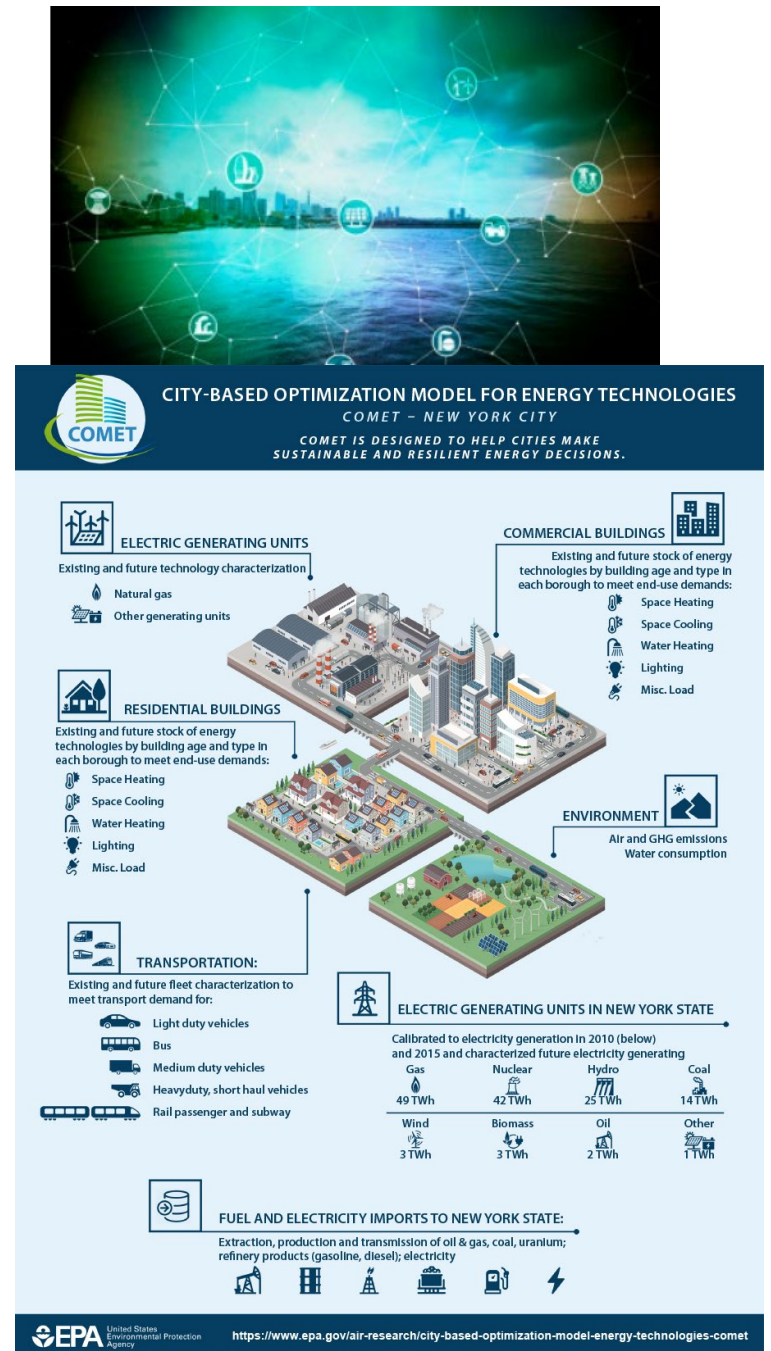 COMET
CITY-BASED OPTIMIZATION MODEL FOR ENERGY TECHNOLOGIES
COMET – NEW YORK CITY
COMET IS DESIGNED TO HELP CITIES MAKE
SUSTAINABLE AND RESILIENT ENERGY DECISIONS.
ELECTRIC GENERATING UNITS
Existing and future technology characterization
Natural gas
Other generating units
COMMERCIAL BUILDINGS
Existing and future stock of energy
technologies by building age and type in
each borough to meet end-use demands:
Space Heating
Space Cooling
Water Heating
Lighting
Misc. Load
RESIDENTIAL BUILDINGS
Existing and future stock of energy
technologies by building age and type in
each borough to meet end-use demands:
Space Heating
Space Cooling
Water Heating
Lighting
Misc. Load
ENVIRONMENT
Air and GHG emissions
Water consumption
TRANSPORTATION:
Existing and future fleet characterization to
meet transport demand for:
Light duty vehicles
Bus
Medium duty vehicles
Heavyduty, short haul vehicles
Rail passenger and subway
ELECTRIC GENERATING UNITS IN NEW YORK STATE
Calibrated to electricity generation in 2010 (below)
and 2015 and characterized future electricity generating
Gas Nuclear Hydro Coal
49 TWh 42 TWh 25 TWh 14 TWh
Wind Biomass Oil Other
3 TWh 3 TWh 2 TWh 1 TWh
FUEL AND ELECTRICITY IMPORTS TO NEW YORK STATE:
Extraction, production and transmission of oil & gas, coal, uranium;
refinery products (gasoline, diesel); electricity
EPA United States
Environmental Protection
Agency
https://www.epa.gov/air-research/city-based-optimization-model-energy-technologies-comet